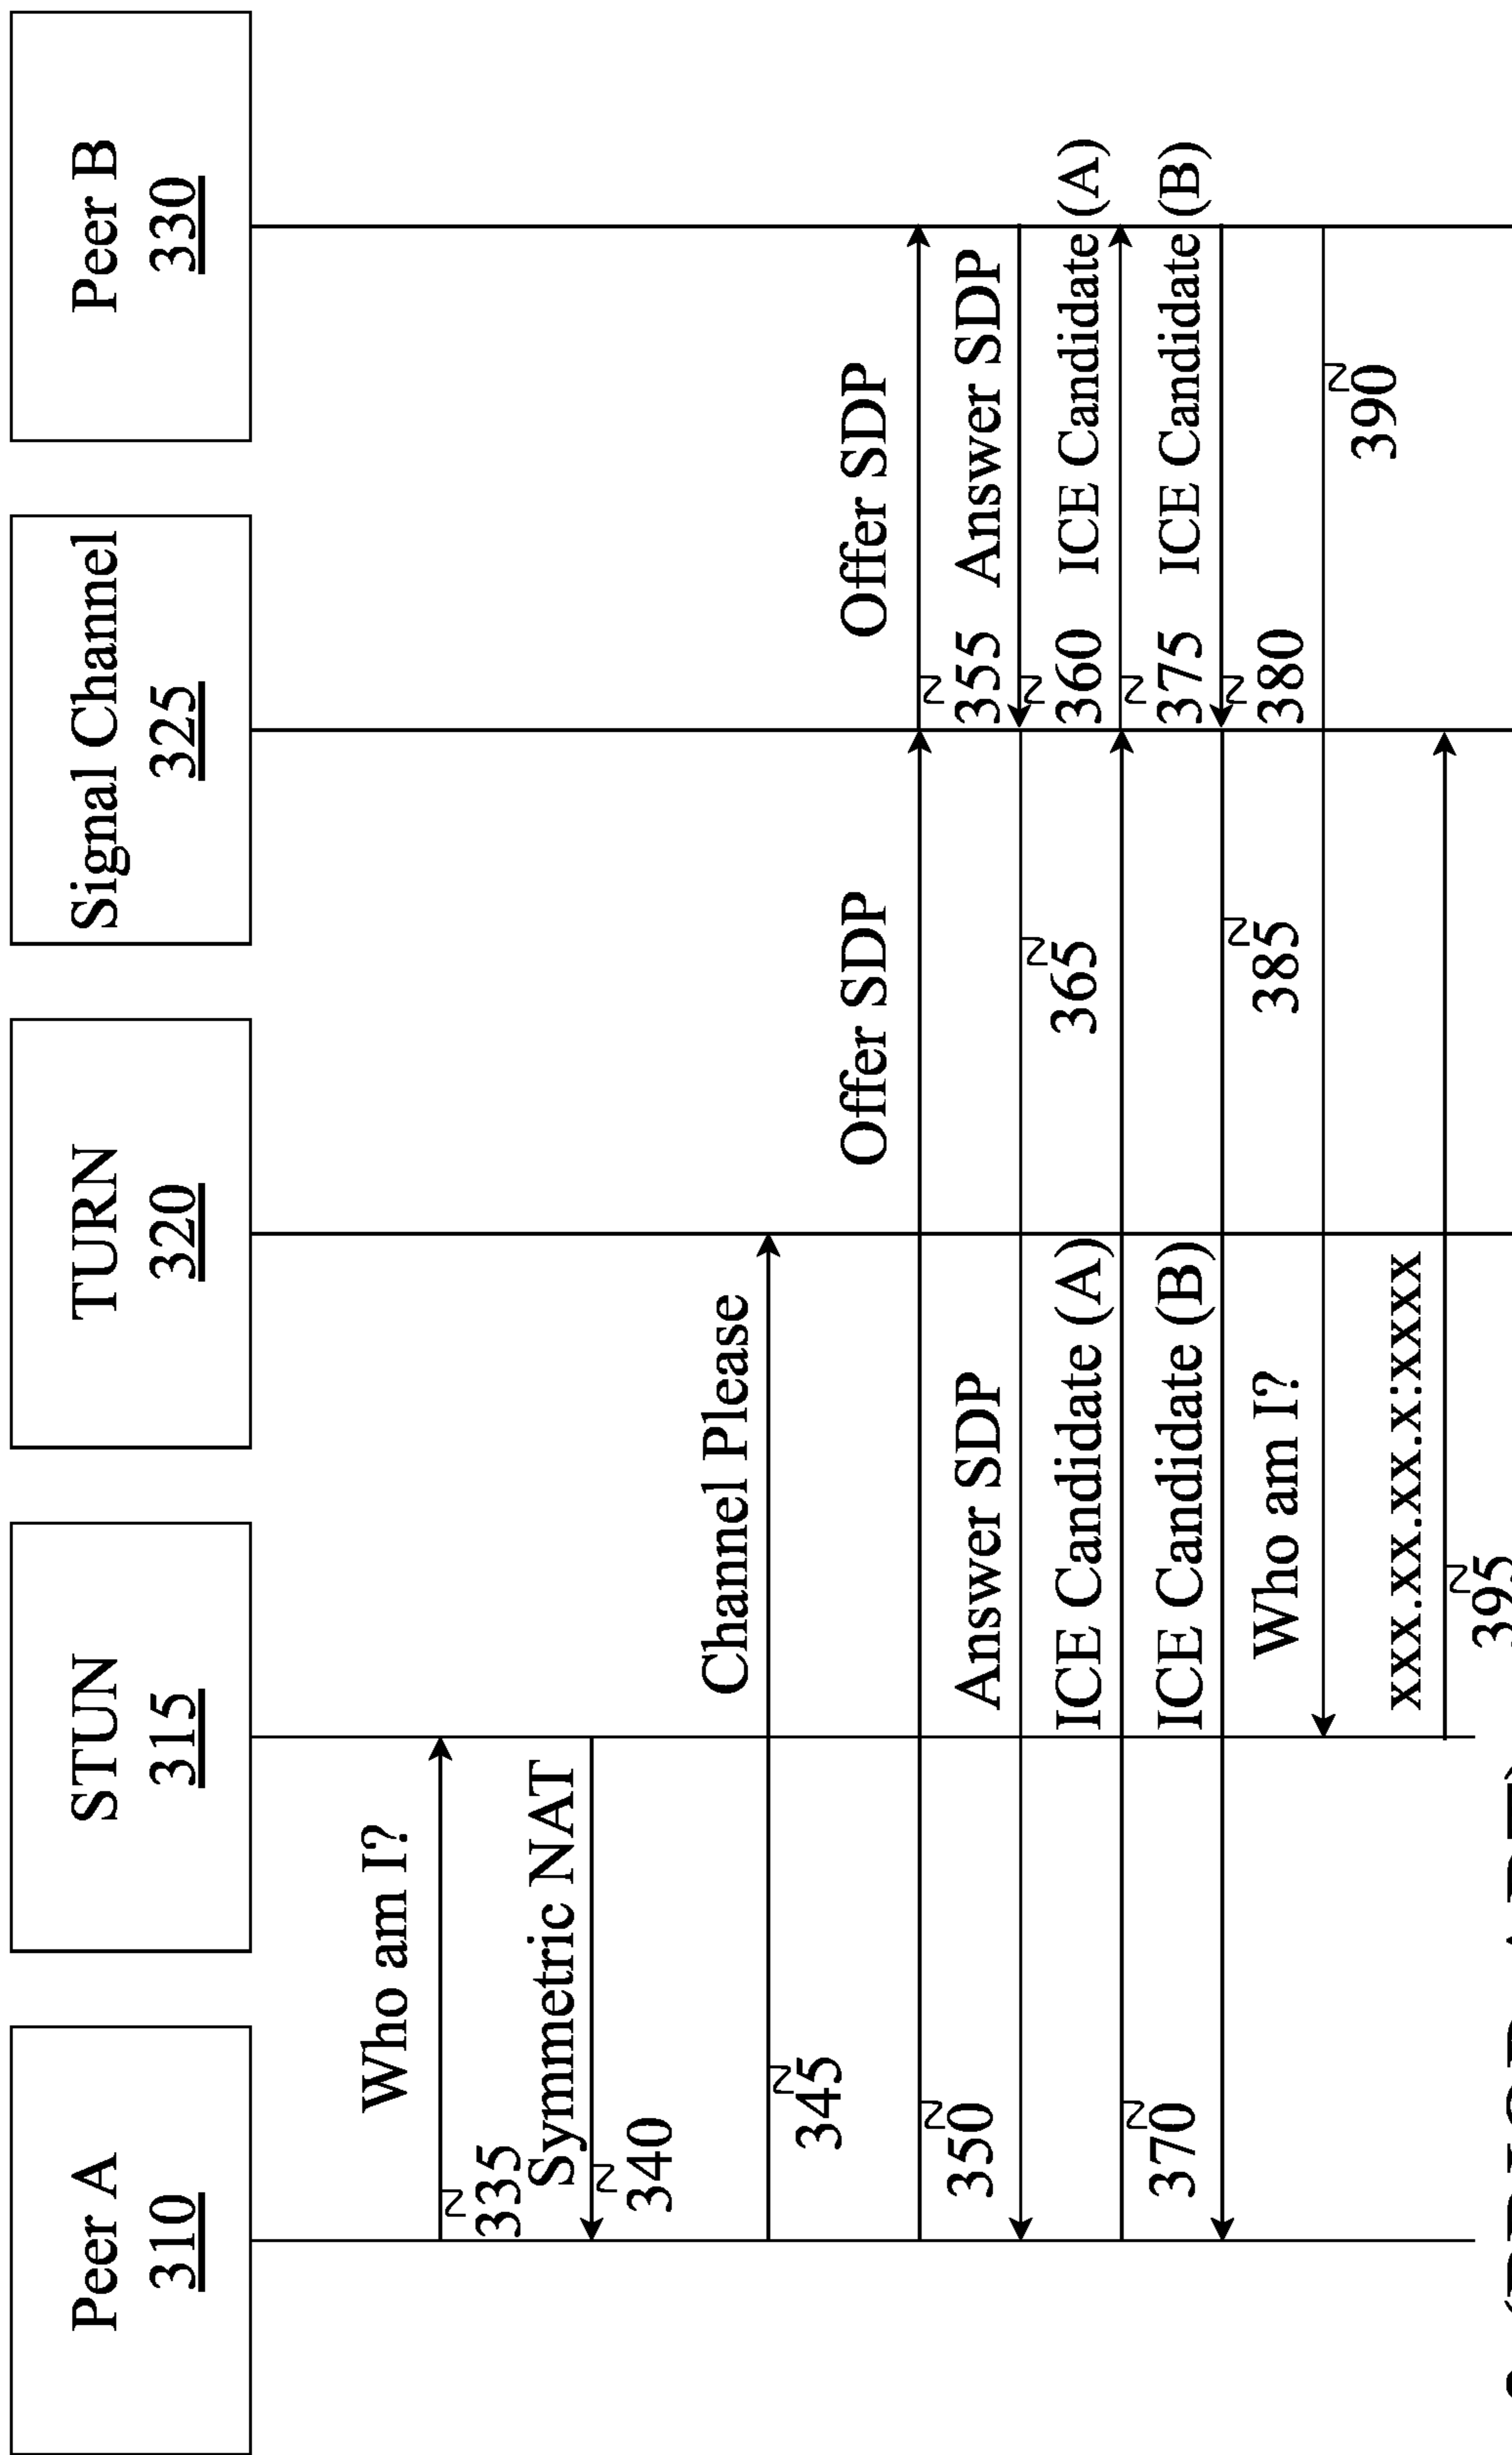 Peer A
310
STUN
315
TURN
320
Signal Channel
325
Peer B
330
Who am I?
335
Symmetric NAT
340
Channel Please
345
Offer SDP
Offer SDP
350
355
Answer SDP
Answer SDP
365
360
ICE Candidate (A)
ICE Candidate (A)
370
375
ICE Candidate (B)
ICE Candidate (B)
385
380
Who am I?
390
xxx.xx.xx.xx.x:xxxx
395